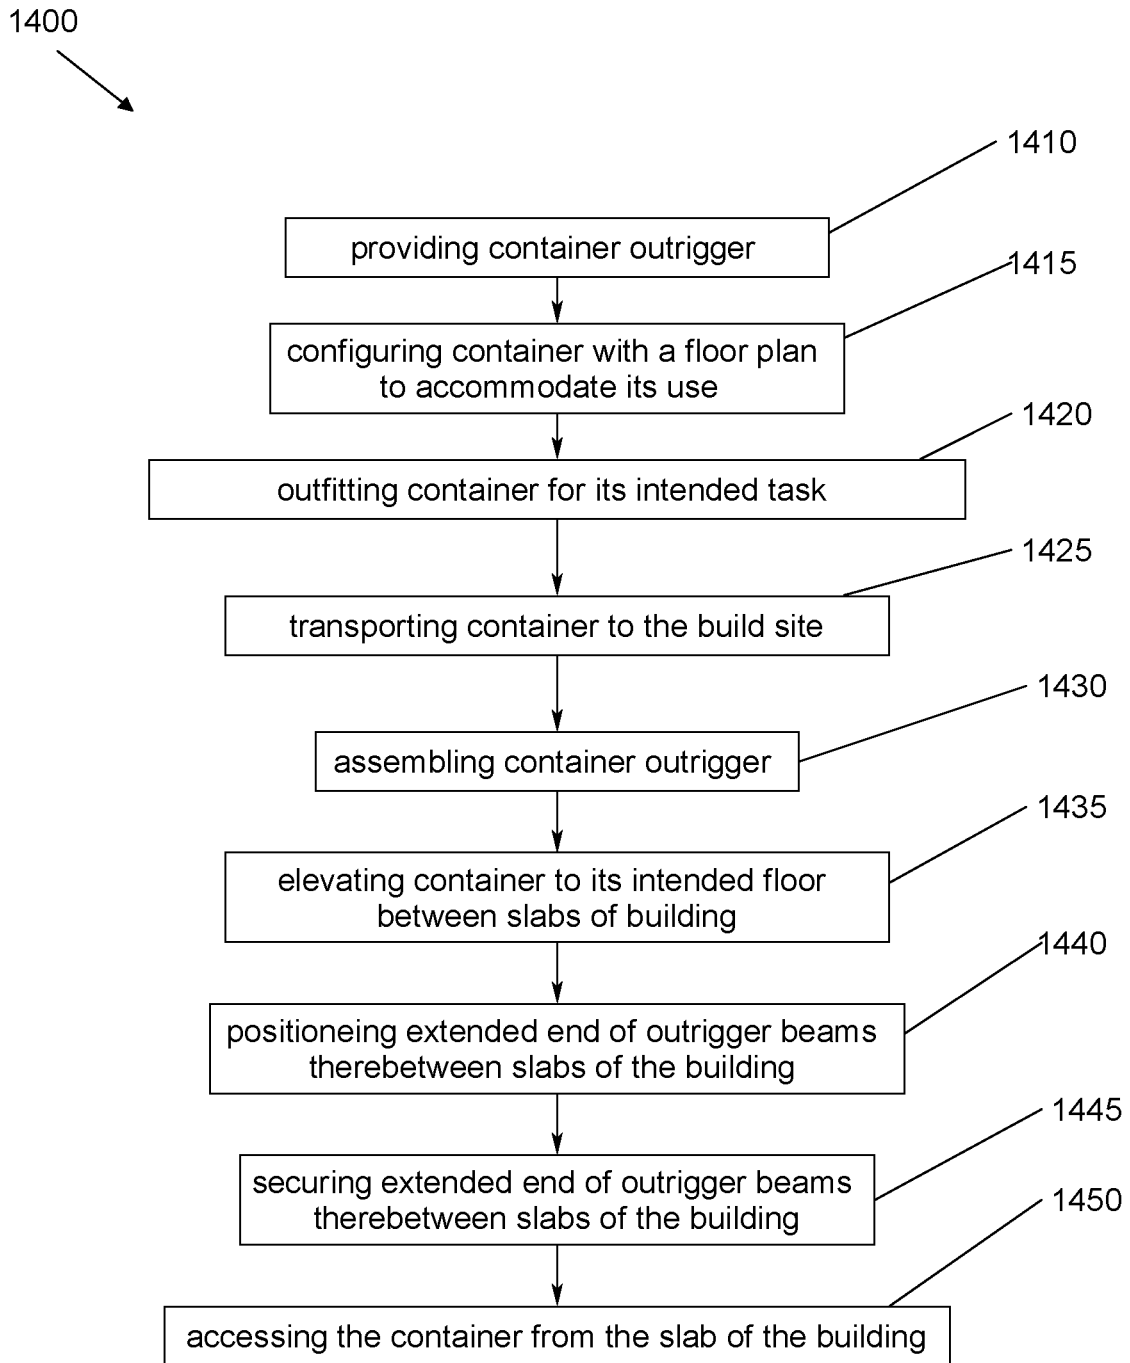 1400
1410
providing container outrigger
1415
configuring container with a floor plan
to accommodate its use
1420
outfitting container for its intended task
1425
transporting container to the build site
1430
assembling container outrigger
1435
elevating container to its intended floor
between slabs of building
1440
positioneing extended end of outrigger beams
therebetween slabs of the building
1445
securing extended end of outrigger beams
therebetween slabs of the building
1450
accessing the container from the slab of the building